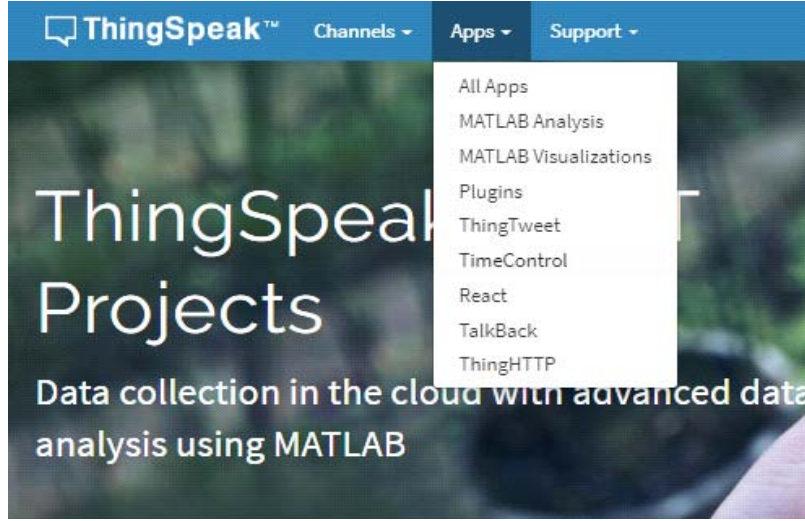 ThingSpeak™ Channels Apps Support
All Apps
MATLAB Analysis
MATLAB Visualizations
Plugins
ThingTweet
TimeControl
React
TalkBack
ThingHTTP
ThingSpeak T
Projects
Data collection in the cloud with advanced data
analysis using MATLAB